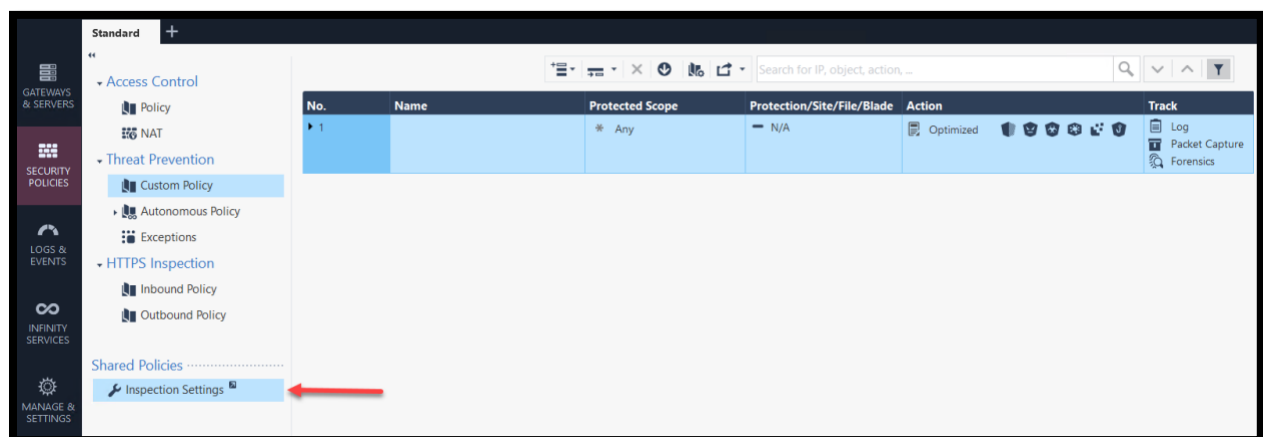 Standard
GATEWAYS
& SERVERS
SECURITY
POLICIES
LOGS &
EVENTS
INFINITY
SERVICES
MANAGE &
SETTINGS
Access Control
Policy
NAT
Threat Prevention
Custom Policy
Autonomous Policy
Exceptions
HTTPS Inspection
Inbound Policy
Outbound Policy
Shared Policies
Inspection Settings
Search for IP, object, action, ...
No. Name Protected Scope Protection/Site/File/Blade Action Track
1 Any N/A Optimized Log
Packet Capture
Forensics